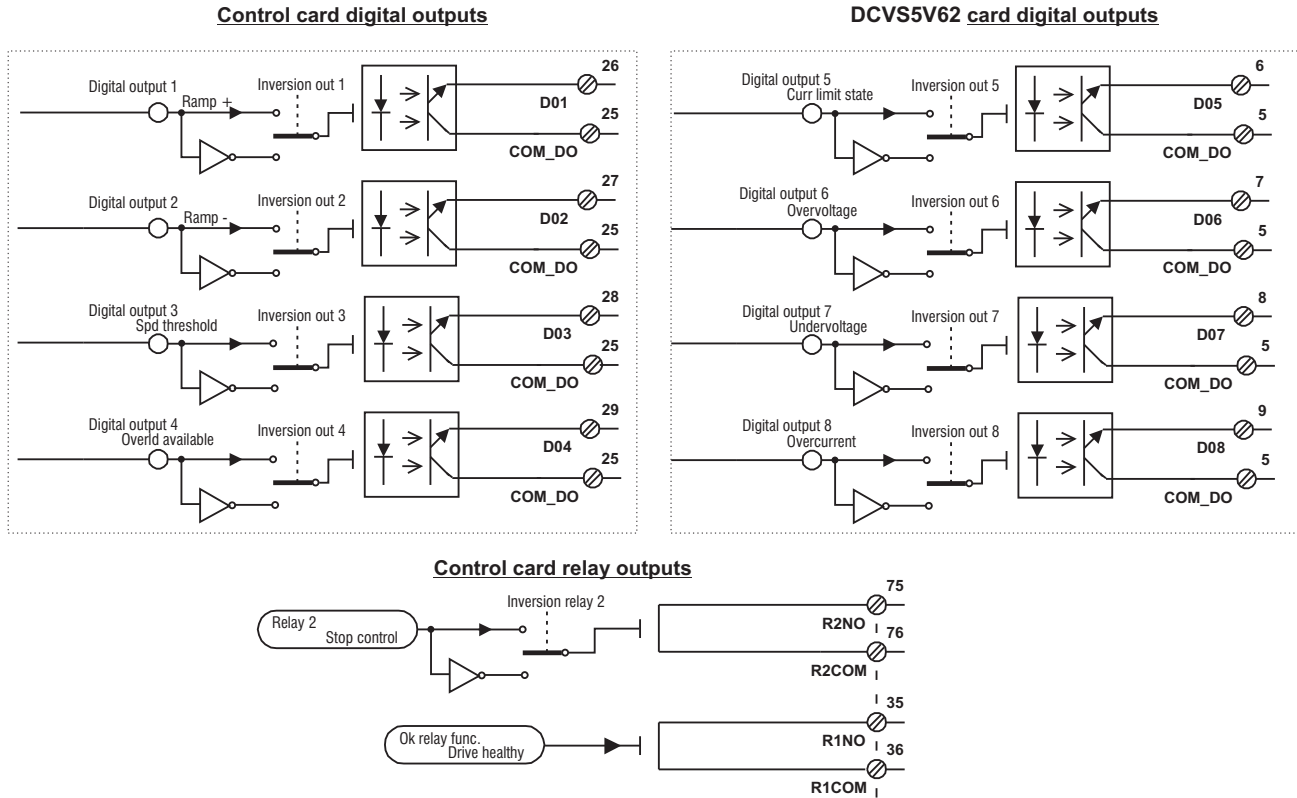 Control card digital outputs
Digital output 1
Ramp +
Inversion out 1
26
D01
25
COM_DO
Digital output 2
Ramp -
Inversion out 2
27
D02
25
COM_DO
Digital output 3
Spd threshold
Inversion out 3
28
D03
25
COM_DO
Digital output 4
Overld available
Inversion out 4
29
D04
25
COM_DO
DCVS5V62 card digital outputs
Digital output 5
Curr limit state
Inversion out 5
6
D05
5
COM_DO
Digital output 6
Overvoltage
Inversion out 6
7
D06
5
COM_DO
Digital output 7
Undervoltage
Inversion out 7
8
D07
5
COM_DO
Digital output 8
Overcurrent
Inversion out 8
9
D08
5
COM_DO
Control card relay outputs
Relay 2
Stop control
Inversion relay 2
75
R2NO
76
R2COM
Ok relay func.
Drive healthy
35
R1NO
36
R1COM